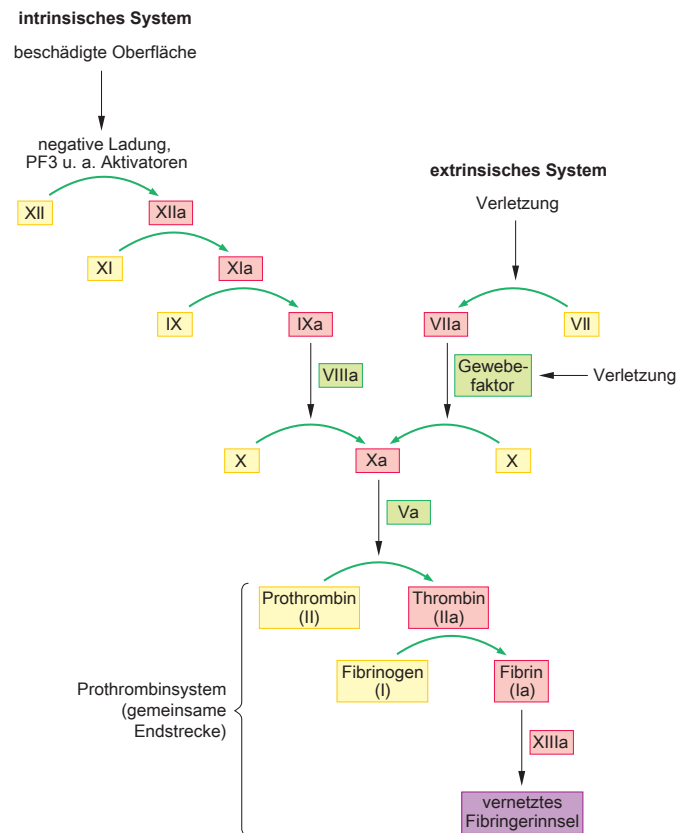 intrinsisches System
beschädigte Oberfläche
negative Ladung,
PF3 u. a. Aktivatoren
extrinsisches System
Verletzung
XII
XIIa
XI
XIa
IX
IXa
VIIa
VII
VIIIa
Gewebe-
faktor
Verletzung
X
Xa
X
Va
Prothrombin
(II)
Thrombin
(IIa)
Fibrinogen
(I)
Fibrin
(Ia)
Prothrombinsystem
(gemeinsame
Endstrecke)
XIIIa
vernetztes
Fibringerinnsel